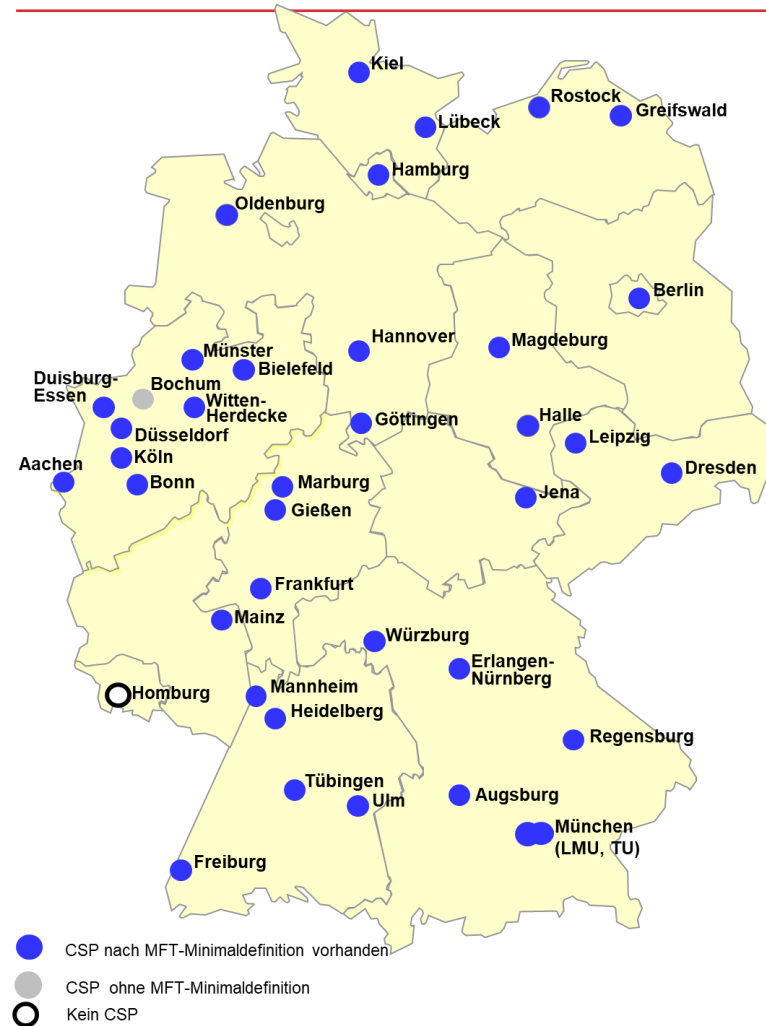 Kiel
Rostock
Greifswald
Lübeck
Hamburg
Oldenburg
Berlin
Hannover
Magdeburg
Münster
Bielefeld
Duisburg-
Essen
Bochum
Witten-
Herdecke
Göttingen
Halle
Leipzig
Düsseldorf
Köln
Aachen
Bonn
Marburg
Dresden
Jena
Gießen
Frankfurt
Mainz
Würzburg
Erlangen-
Nürnberg
Homburg
Mannheim
Heidelberg
Regensburg
Tübingen
Ulm
Augsburg
München
(LMU, TU)
Freiburg
CSP nach MFT-Minimaldefinition vorhanden
CSP ohne MFT-Minimaldefinition
Kein CSP